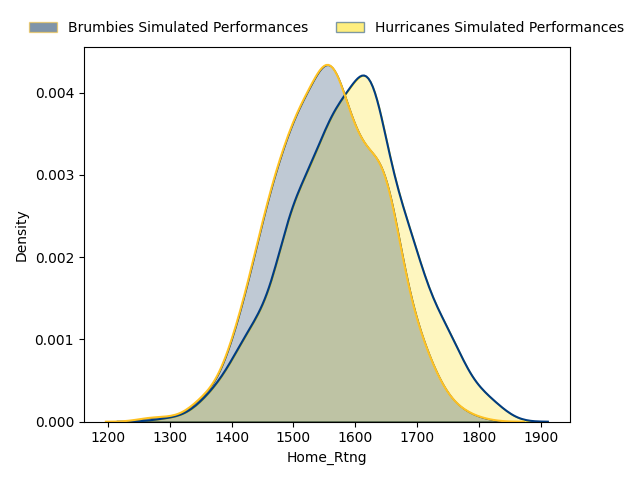 Brumbies Simulated Performances
Hurricanes Simulated Performances
Density
0.004
0.003
0.002
0.001
0.000
1200 1300 1400 1500 1600 1700 1800 1900
Home_Rtng